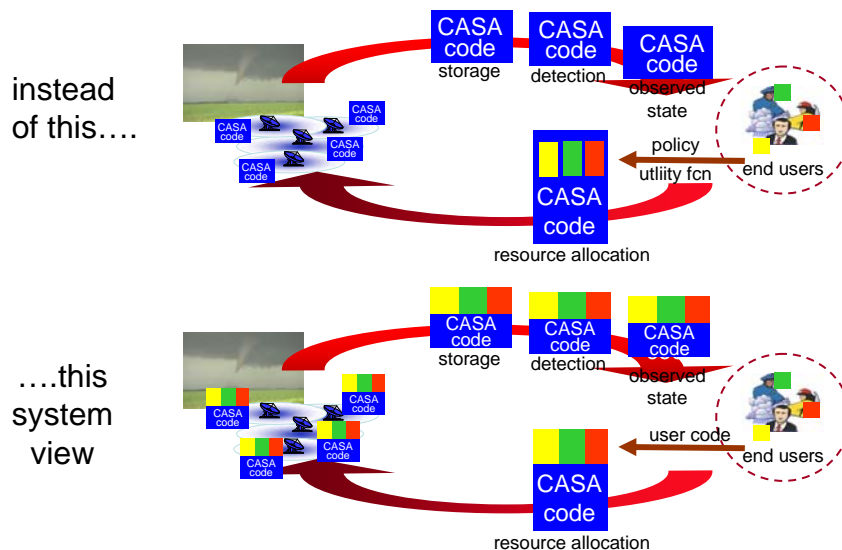 instead
of this….
CASA
code
storage
CASA
code
detection
CASA
code
observed
state
CASA
code
CASA
code
CASA
code
policy
utliity fcn
end users
CASA
code
resource allocation
….this
system
view
CASA
code
storage
CASA
code
detection
CASA
code
observed
state
CASA
code
CASA
code
CASA
code
CASA
code
user code
end users
CASA
code
resource allocation